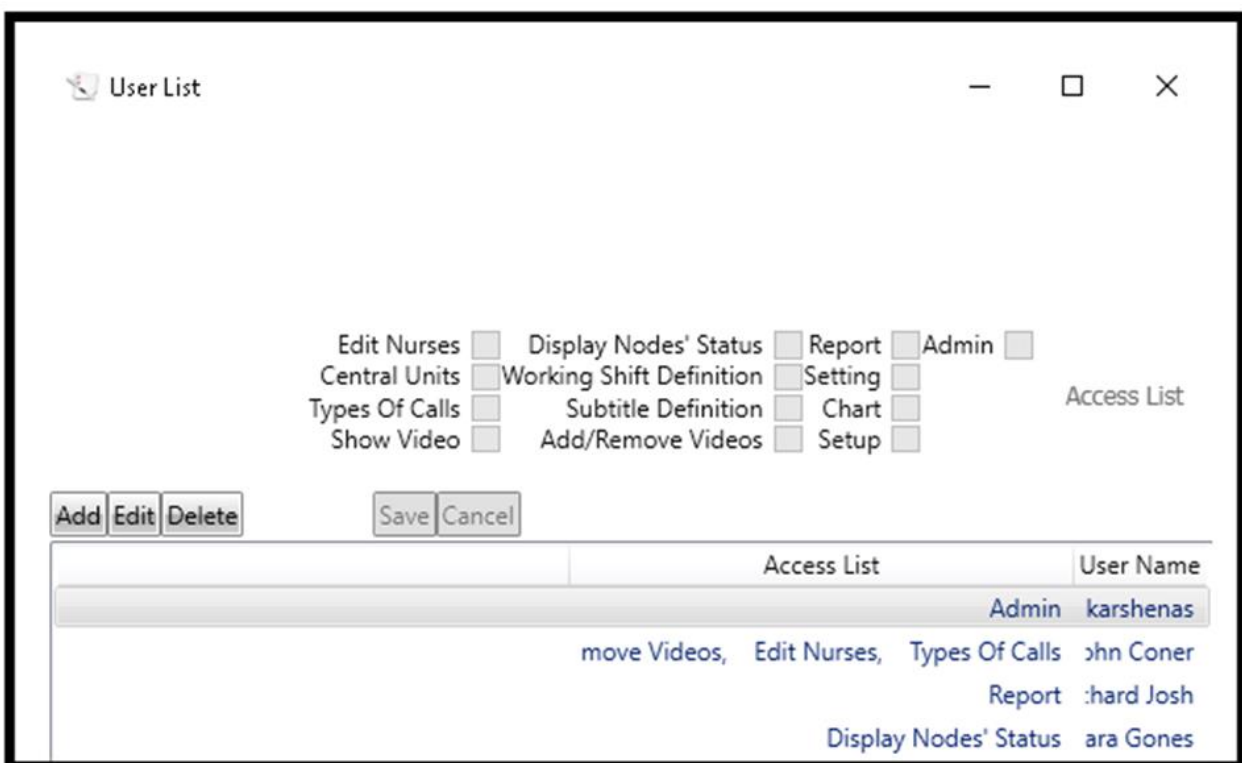 User List
Edit Nurses Display Nodes' Status Report Admin
Central Units Working Shift Definition Setting
Access List
Types Of Calls Subtitle Definition Chart
Show Video Add/Remove Videos Setup
Add Edit Delete Save Cancel
Access List User Name
Admin karshenas
move Videos, Edit Nurses, Types Of Calls ohn Coner
Report hard Josh
Display Nodes' Status ara Gones